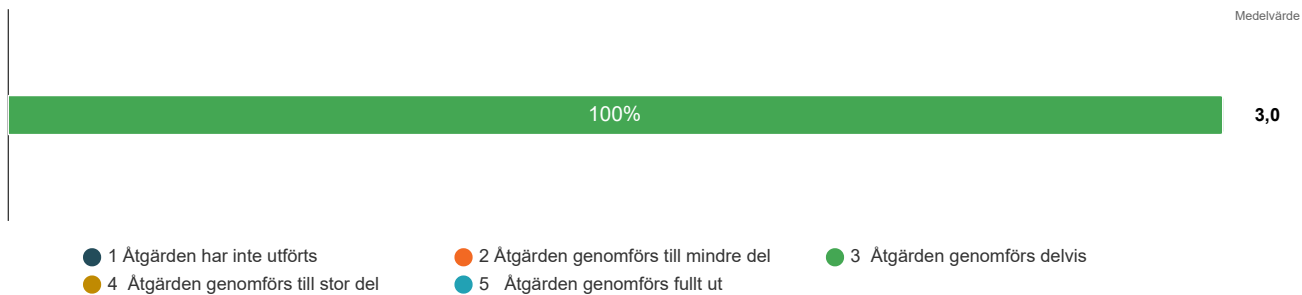 Medelvärde
100%
3,0
1 Åtgärden har inte utförts
2 Åtgärden genomförs till mindre del
3 Åtgärden genomförs delvis
4 Åtgärden genomförs till stor del
5 Åtgärden genomförs fullt ut